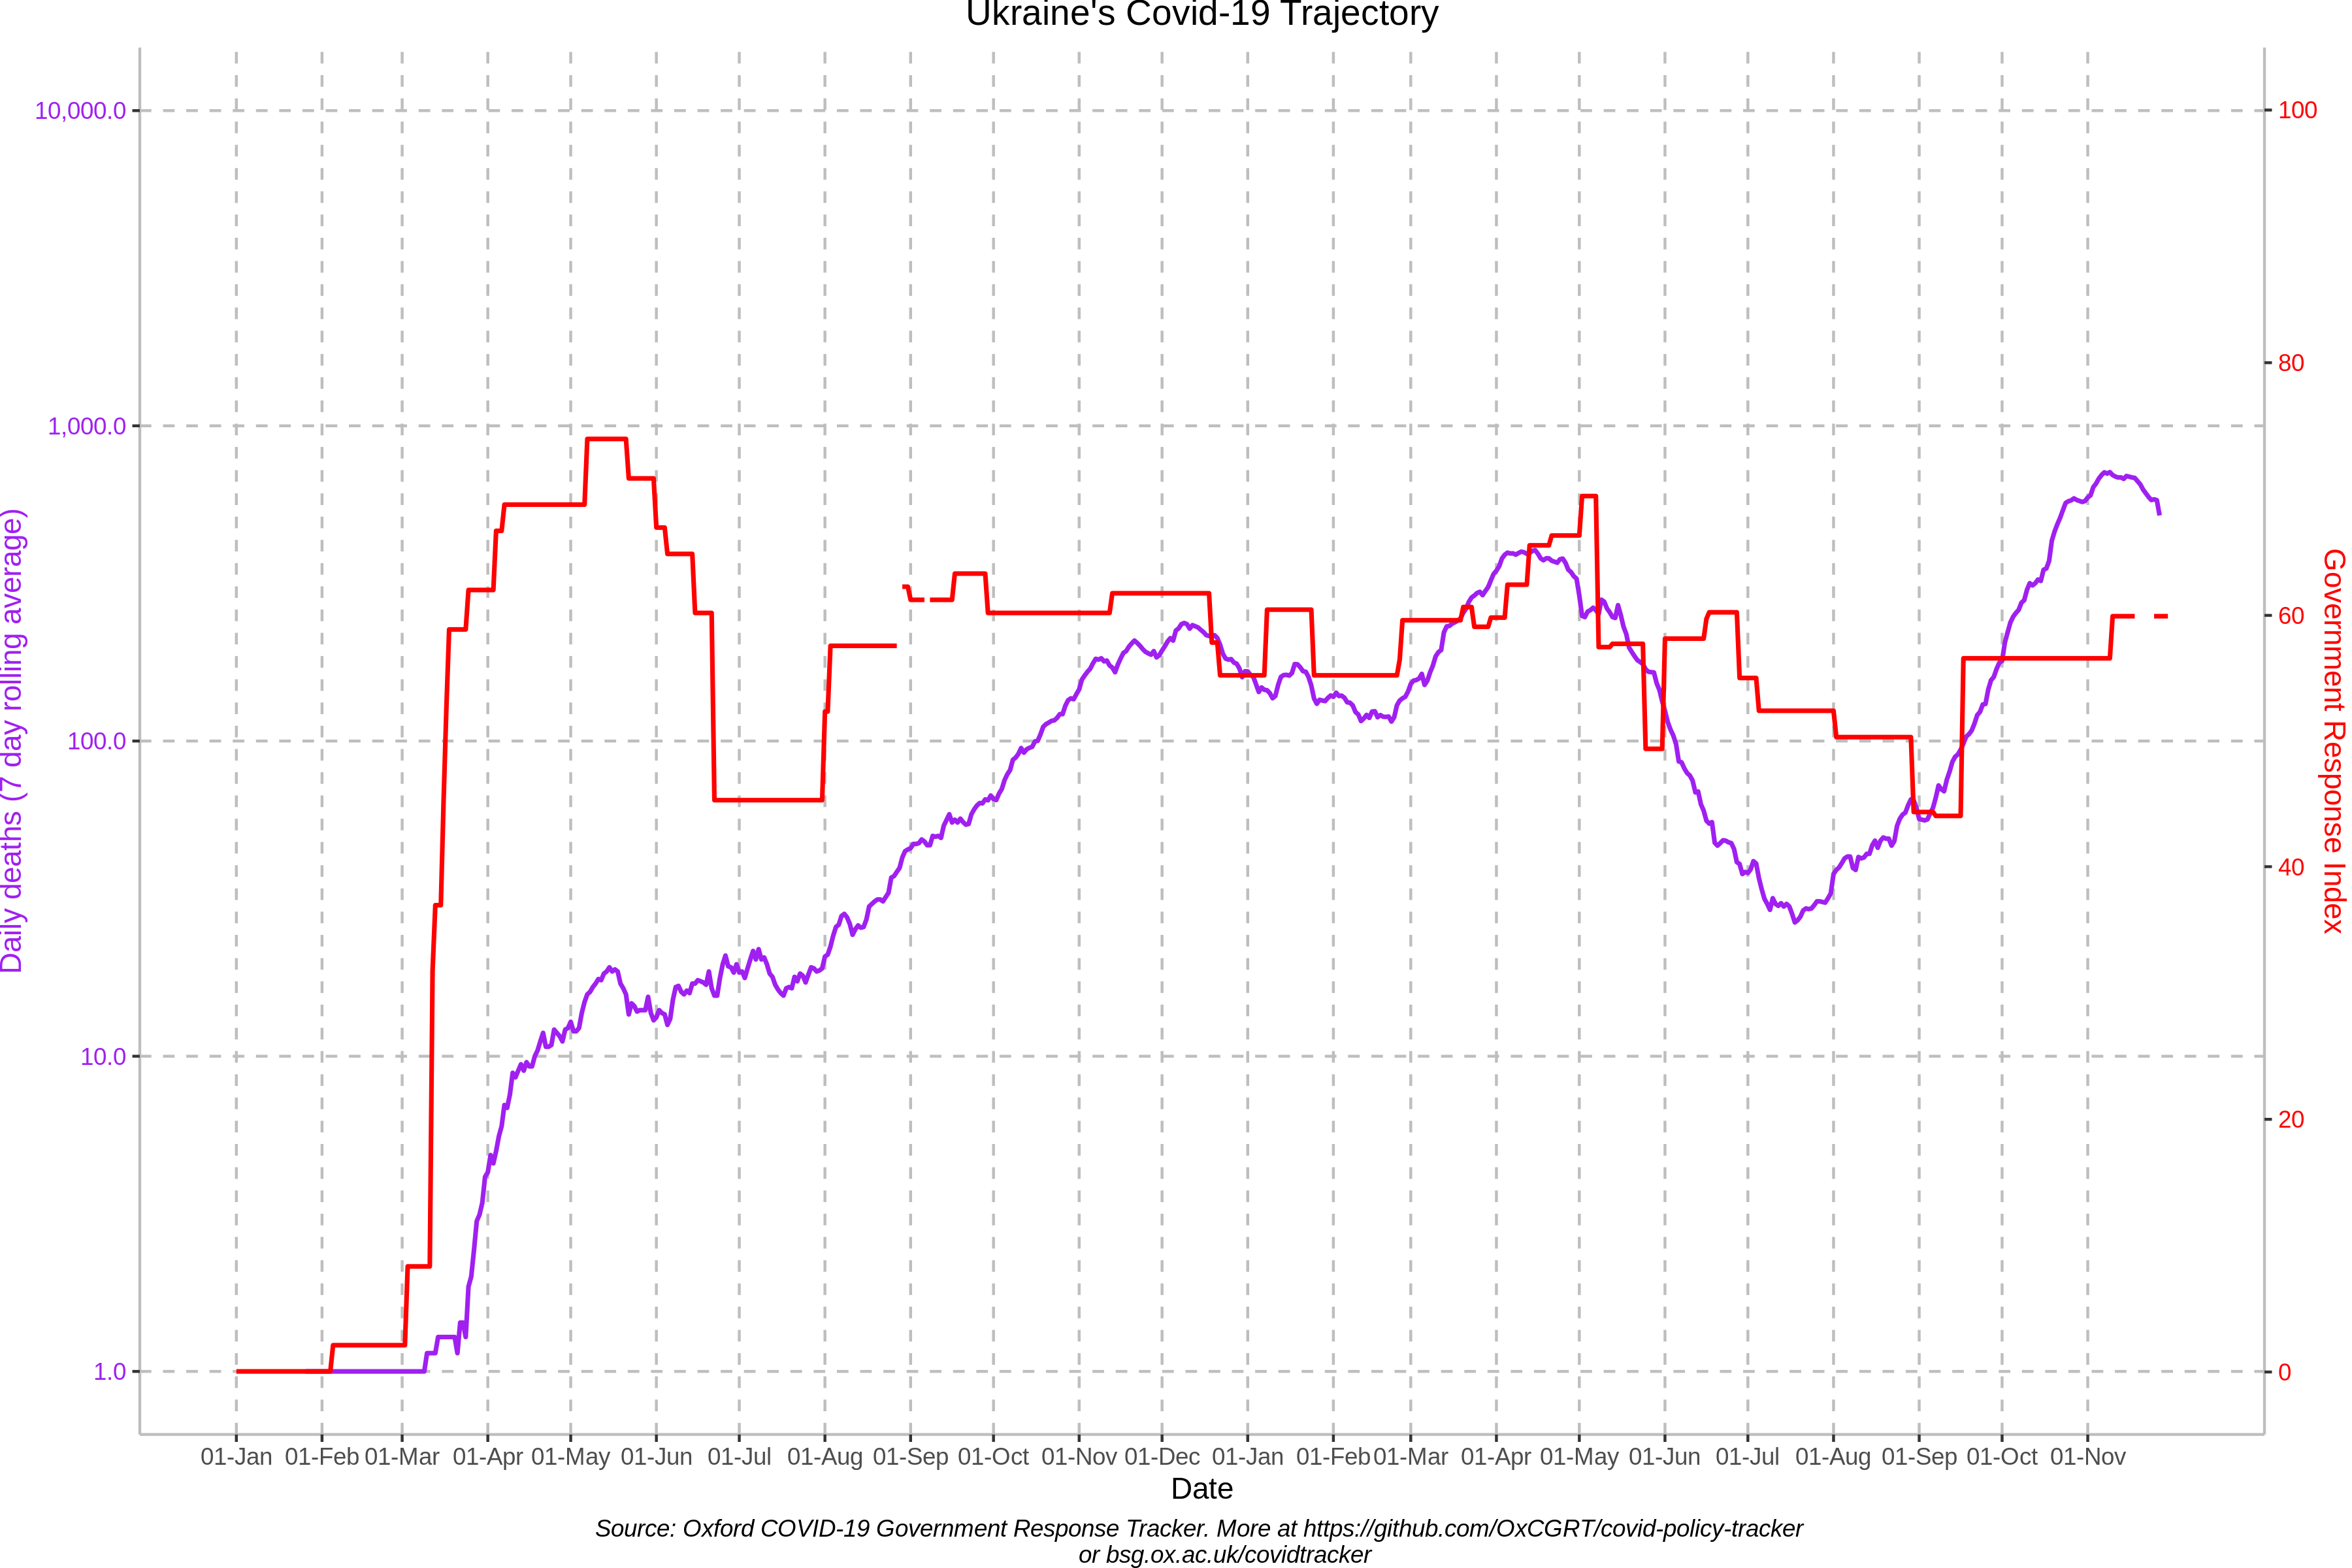 Ukraine's Covid-19 Trajectory
10,000.0
1,000.0
100.0
10.0
1.0
Daily deaths (7 day rolling average)
100
80
60
40
20
0
Government Response Index
01-Jan 01-Feb 01-Mar 01-Apr 01-May 01-Jun 01-Jul 01-Aug 01-Sep 01-Oct 01-Nov 01-Dec 01-Jan 01-Feb 01-Mar 01-Apr 01-May 01-Jun 01-Jul 01-Aug 01-Sep 01-Oct 01-Nov
Date
Source: Oxford COVID-19 Government Response Tracker. More at https://github.com/OxCGRT/covid-policy-tracker
or bsg.ox.ac.uk/covidtracker